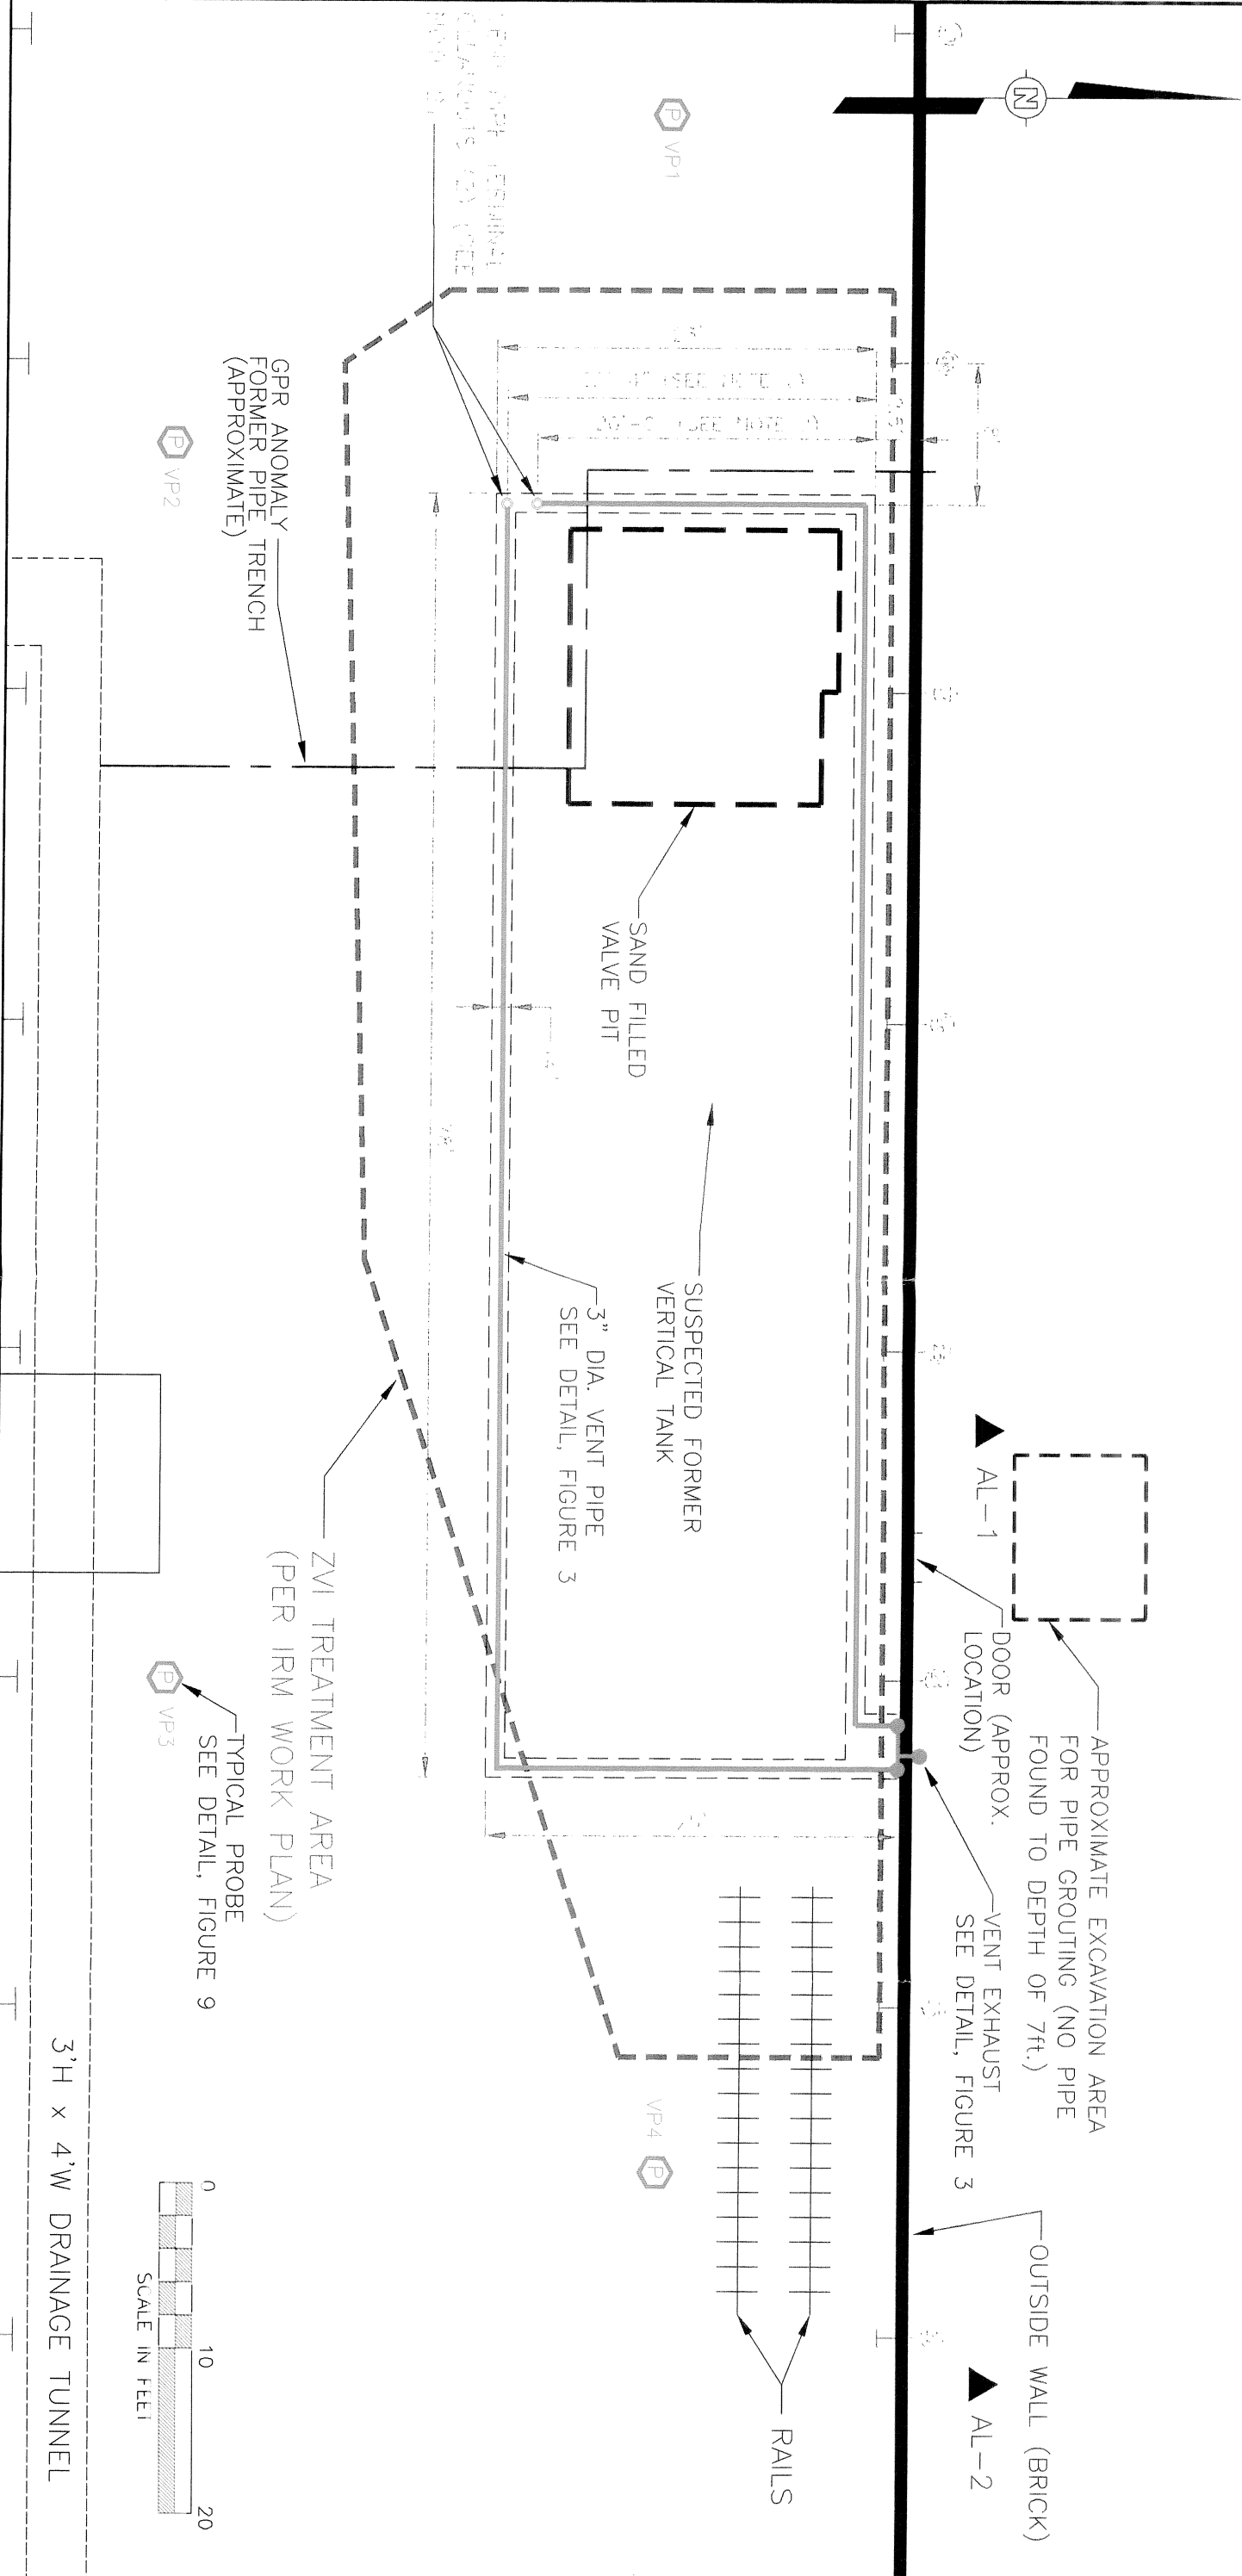 N
VP1
AL-1
APPROXIMATE EXCAVATION AREA
FOR PIPE GROUTING (NO PIPE
FOUND TO DEPTH OF 7ft.)
DOOR (APPROX.
LOCATION)
VENT EXHAUST
SEE DETAIL, FIGURE 3
OUTSIDE WALL (BRICK)
AL-2
RAILS
SAND FILLED
VALVE PIT
SUSPECTED FORMER
VERTICAL TANK
3" DIA. VENT PIPE
SEE DETAIL, FIGURE 3
(SEE NOTE
(SEE NOTE
P
P
P
P
VP4
GPR ANOMALY
FORMER PIPE TRENCH
(APPROXIMATE)
VP2
ZVI TREATMENT AREA
(PER IRM WORK PLAN)
TYPICAL PROBE
SEE DETAIL, FIGURE 9
VP3
0 10 20
SCALE IN FEET
3'H x 4'W DRAINAGE TUNNEL